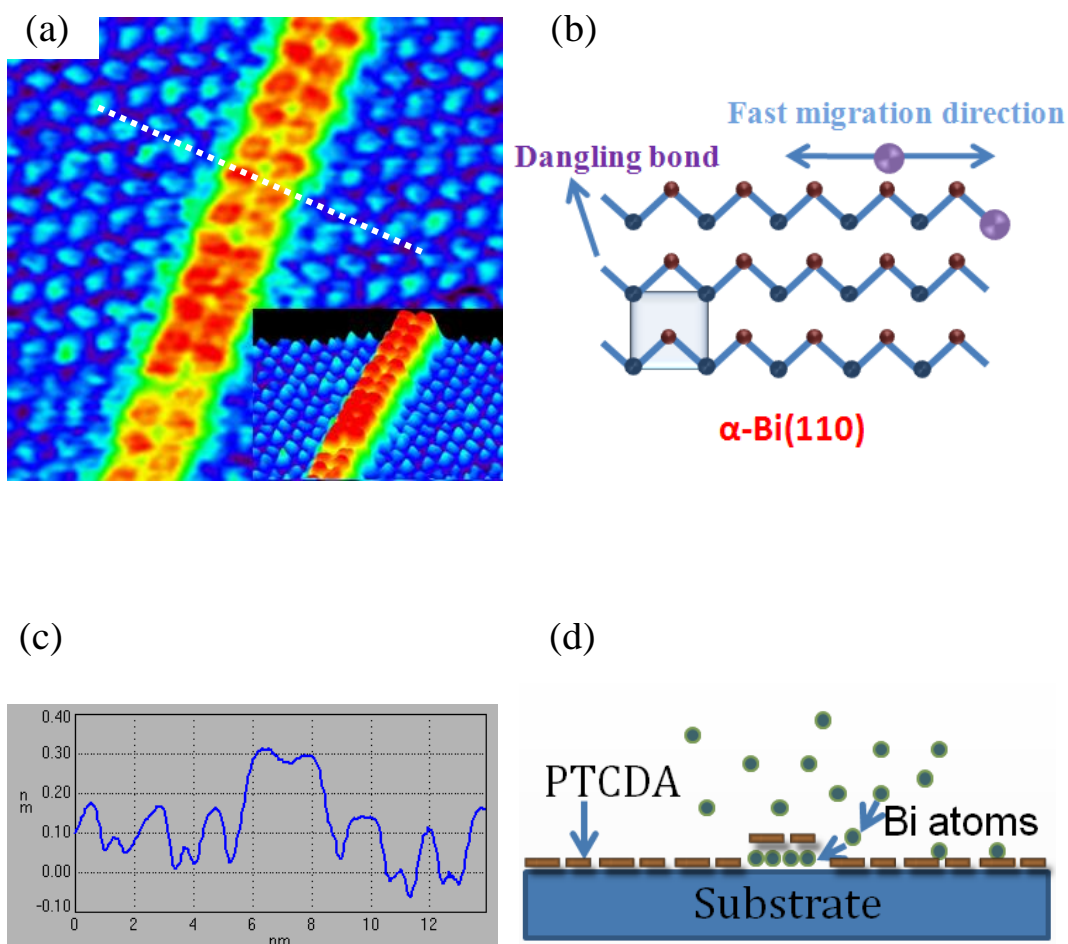 (a)
(b)
Fast migration direction
Dangling bond
α-Bi(110)
(c)
(d)
0.40
0.30
0.20
0.10
0.00
-0.10
n
m
0
2
4
6
8
10
12
nm
PTCDA
Bi atoms
Substrate